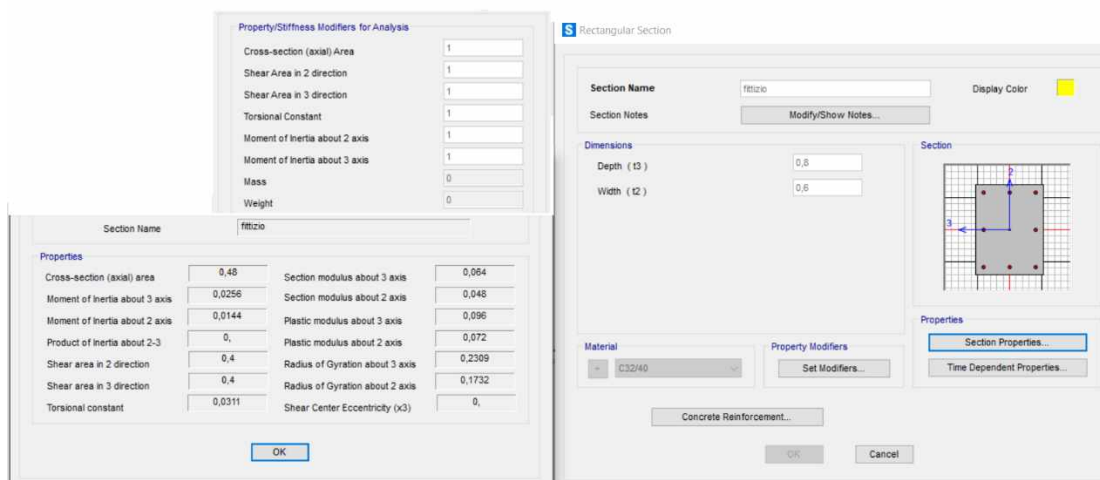 Property/Stiffness Modifiers for Analysis
Cross-section (axial) Area 1
Shear Area in 2 direction 1
Shear Area in 3 direction 1
Torsional Constant 1
Moment of Inertia about 2 axis 1
Moment of Inertia about 3 axis 1
Mass 0
Weight 0
Section Name fittizio
Properties
Cross-section (axial) area 0,48 Section modulus about 3 axis 0,064
Moment of Inertia about 3 axis 0,0256 Section modulus about 2 axis 0,048
Moment of Inertia about 2 axis 0,0144 Plastic modulus about 3 axis 0,096
Product of Inertia about 2-3 0, Plastic modulus about 2 axis 0,072
Shear area in 2 direction 0,4 Radius of Gyration about 3 axis 0,2309
Shear area in 3 direction 0,4 Radius of Gyration about 2 axis 0,1732
Torsional constant 0,0311 Shear Center Eccentricity (x3) 0,
OK
S Rectangular Section
Section Name fittizio Display Color
Section Notes Modify/Show Notes...
Dimensions
Depth ( t3 ) 0,8
Width ( t2 ) 0,6
Section
2
3
Properties
Section Properties...
Time Dependent Properties...
Material
+ C32/40
Property Modifiers
Set Modifiers...
Concrete Reinforcement...
OK Cancel